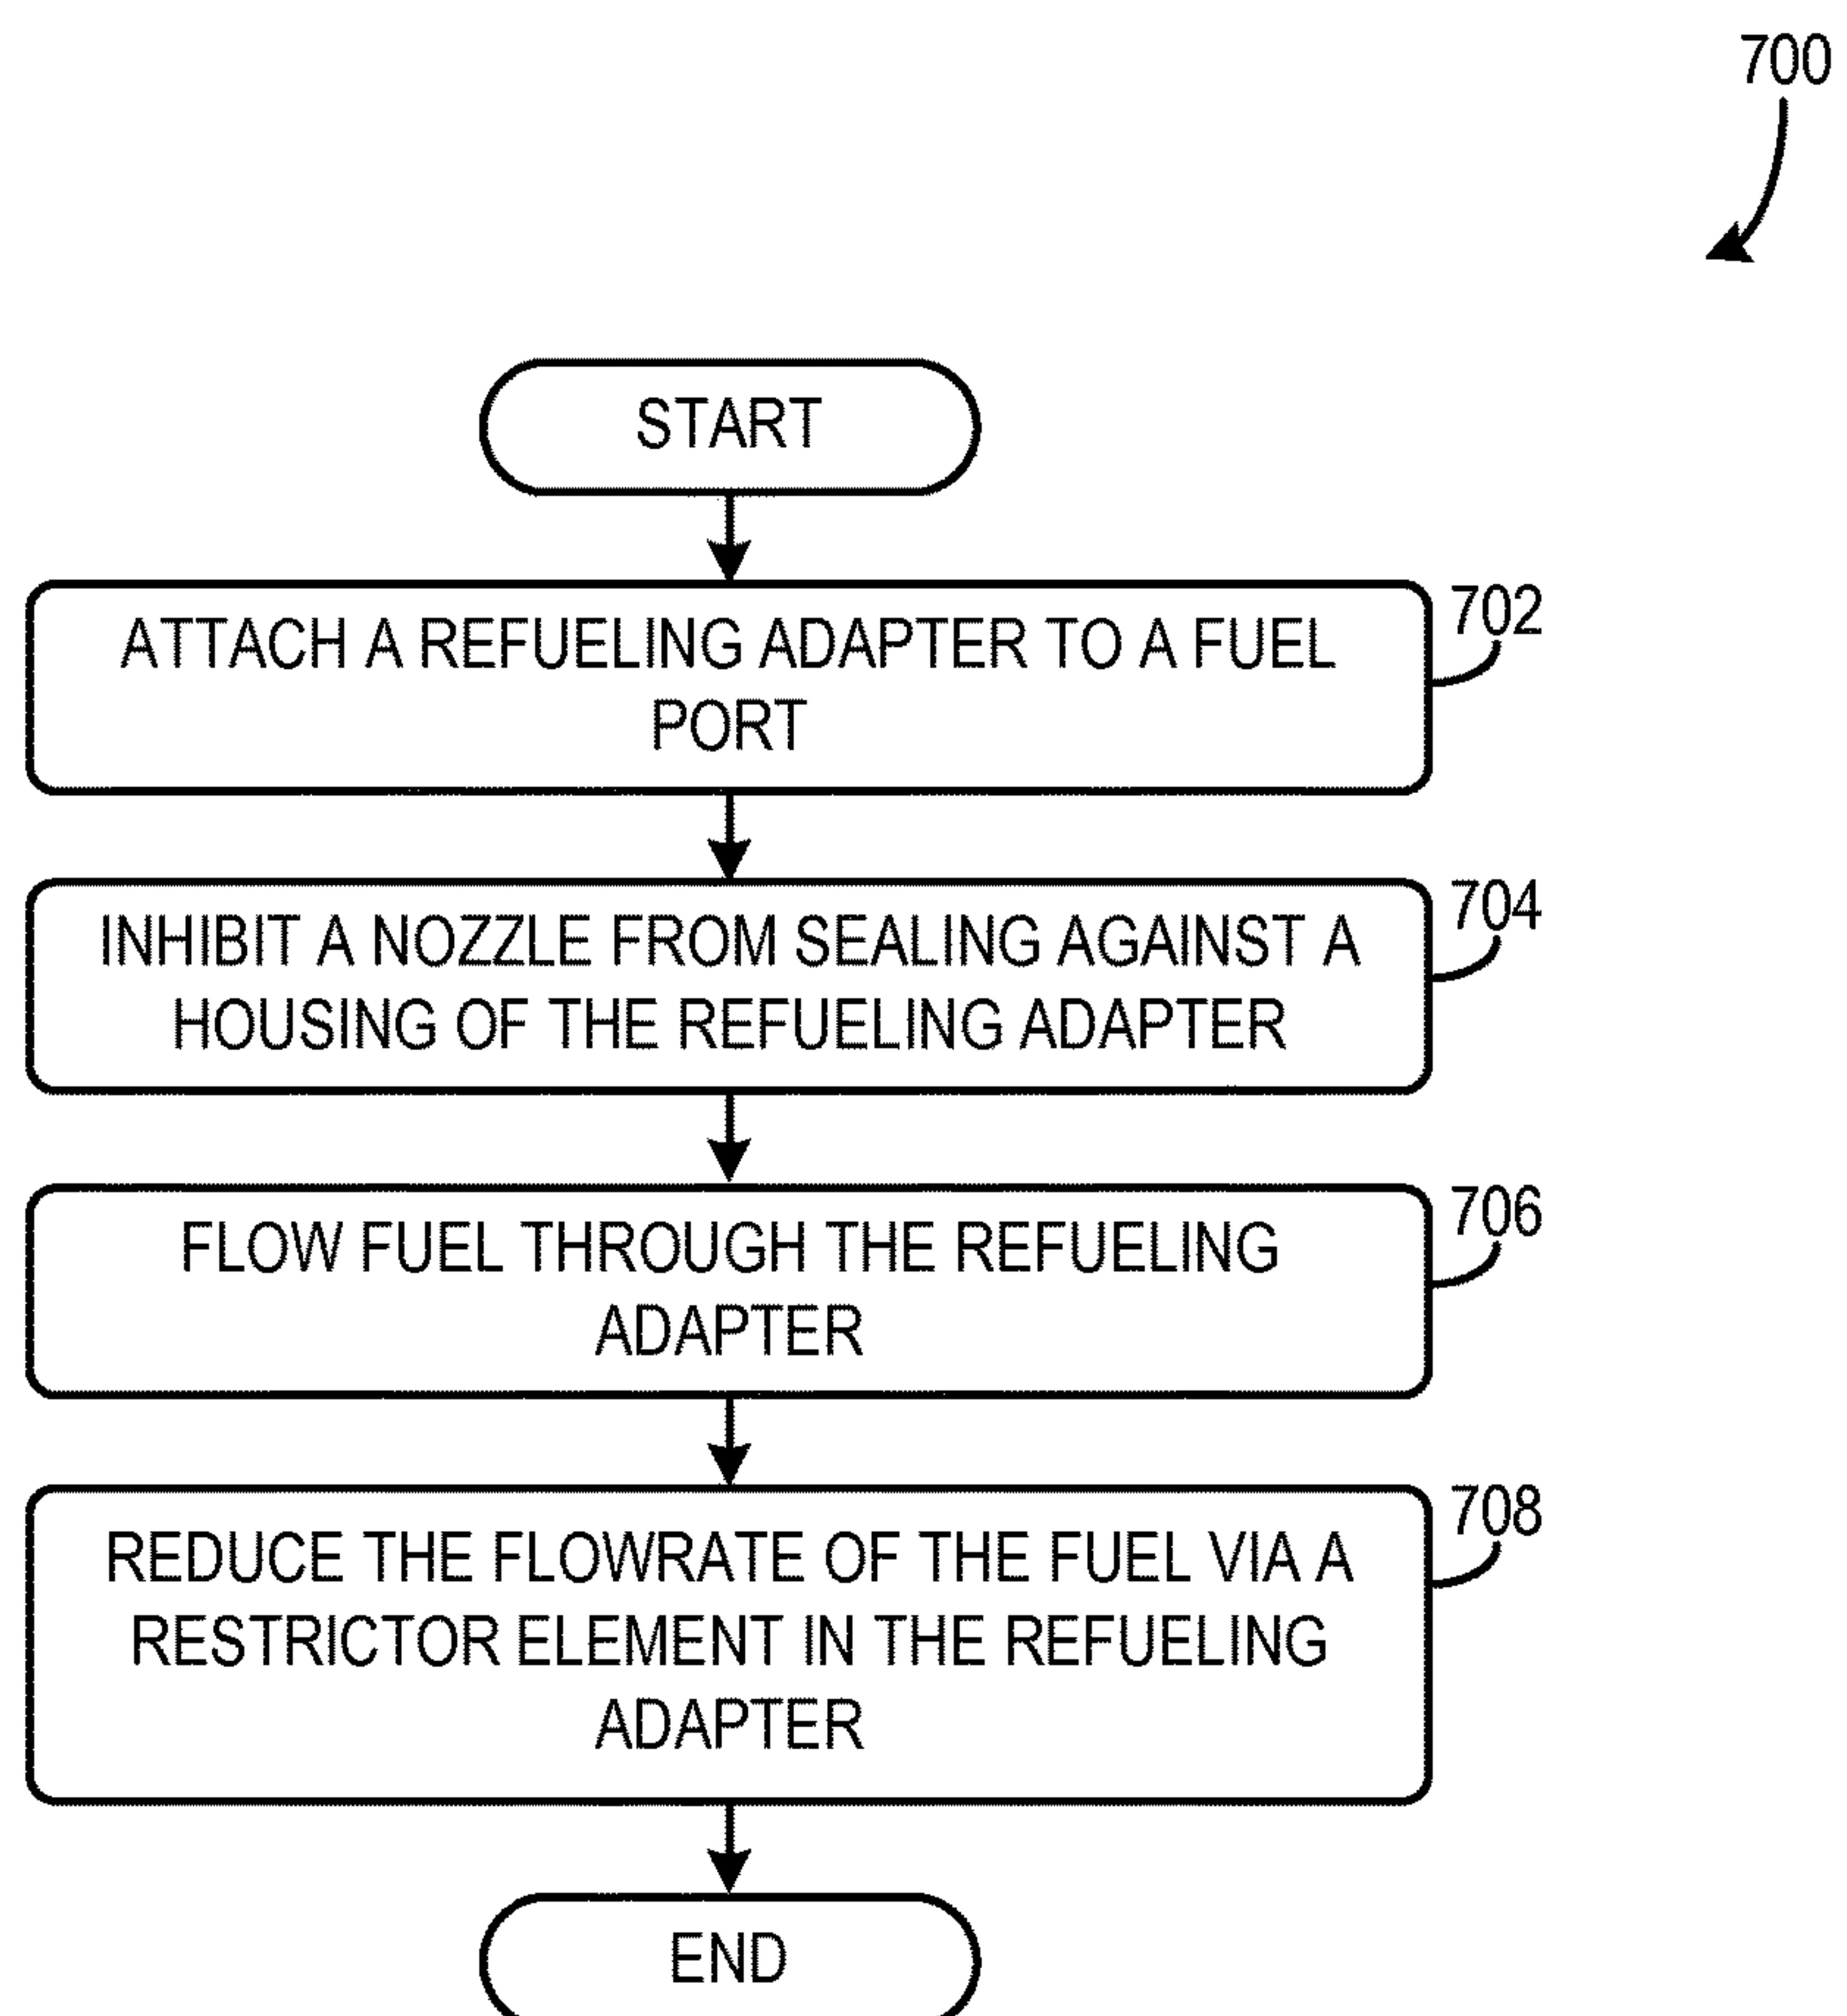 700
START
ATTACH A REFUELING ADAPTER TO A FUEL
PORT
702
INHIBIT A NOZZLE FROM SEALING AGAINST A
HOUSING OF THE REFUELING ADAPTER
704
FLOW FUEL THROUGH THE REFUELING
ADAPTER
706
REDUCE THE FLOWRATE OF THE FUEL VIA A
RESTRICTOR ELEMENT IN THE REFUELING
ADAPTER
708
END